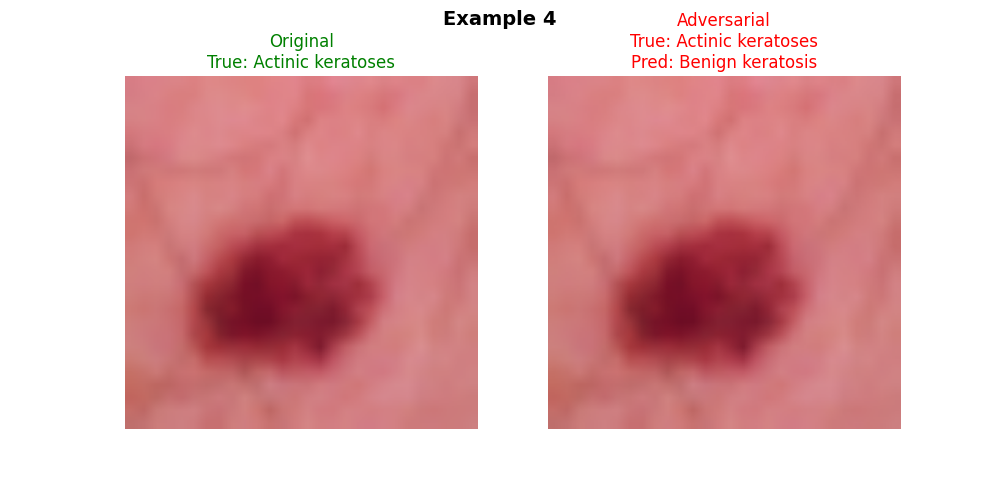 Example 4
Original
True: Actinic keratoses
Adversarial
True: Actinic keratoses
Pred: Benign keratosis